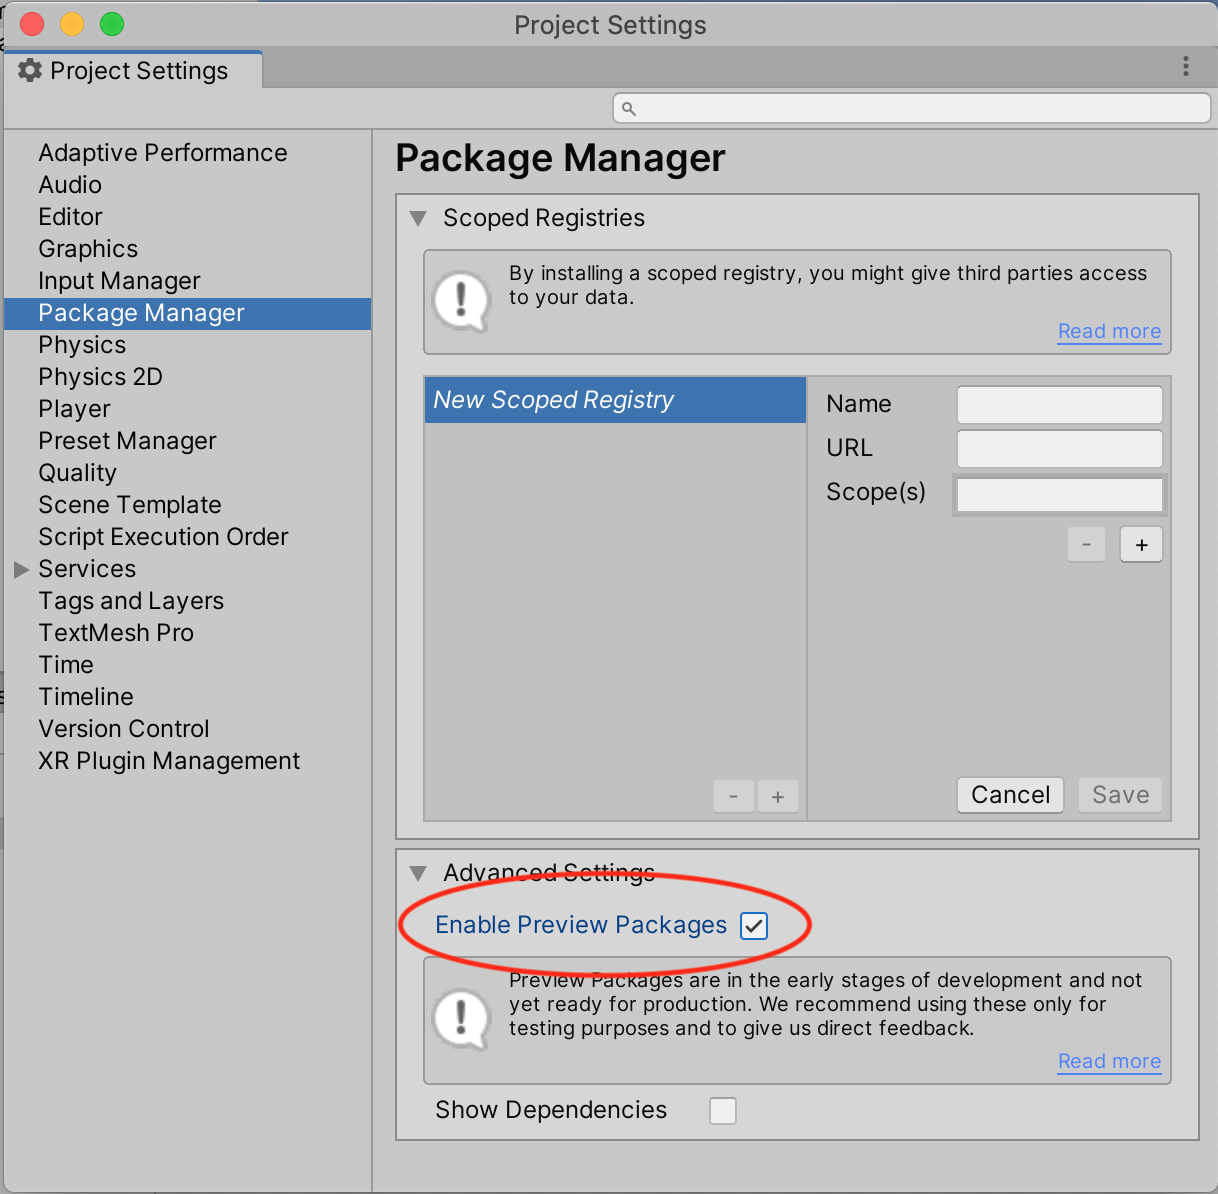 Project Settings
Project Settings
Adaptive Performance
Audio
Editor
Graphics
Input Manager
Package Manager
Physics
Physics 2D
Player
Preset Manager
Quality
Scene Template
Script Execution Order
Services
Tags and Layers
TextMesh Pro
Time
Timeline
Version Control
XR Plugin Management
Package Manager
Scoped Registries
By installing a scoped registry, you might give third parties access
to your data.
Read more
New Scoped Registry
- +
Name
URL
Scope(s)
- +
Cancel Save
Advanced Settings
Enable Preview Packages
Preview Packages are in the early stages of development and not
yet ready for production. We recommend using these only for
testing purposes and to give us direct feedback.
Read more
Show Dependencies